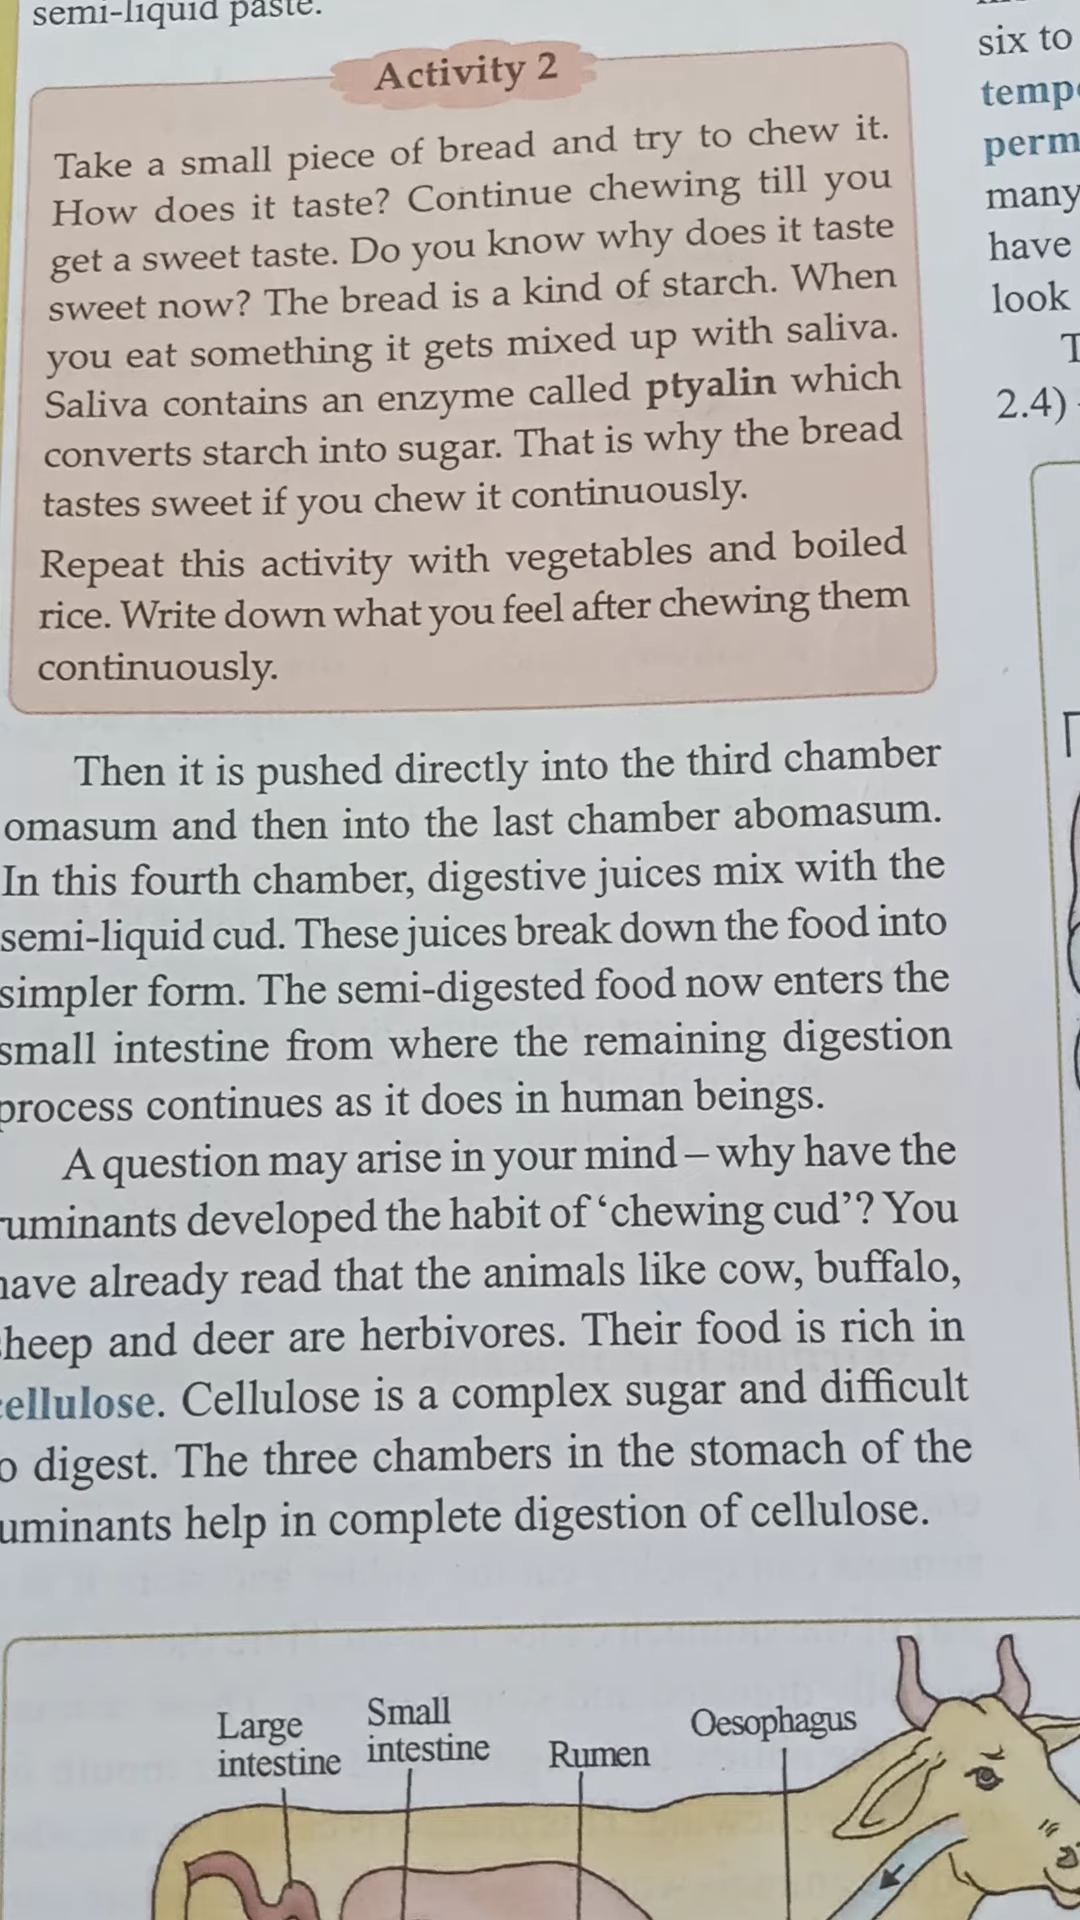 semi-liquid paste.
Activity 2
Take a small piece of bread and try to chew it.
How does it taste? Continue chewing till you
get a sweet taste. Do you know why does it taste
sweet now? The bread is a kind of starch. When
you eat something it gets mixed up with saliva.
Saliva contains an enzyme called ptyalin which
converts starch into sugar. That is why the bread
tastes sweet if you chew it continuously.
Repeat this activity with vegetables and boiled
rice. Write down what you feel after chewing them
continuously.
Then it is pushed directly into the third chamber
omasum and then into the last chamber abomasum.
In this fourth chamber, digestive juices mix with the
semi-liquid cud. These juices break down the food into
simpler form. The semi-digested food now enters the
small intestine from where the remaining digestion
process continues as it does in human beings.
A question may arise in your mind – why have the
uminants developed the habit of ‘chewing cud’? You
have already read that the animals like cow, buffalo,
heep and deer are herbivores. Their food is rich in
cellulose. Cellulose is a complex sugar and difficult
o digest. The three chambers in the stomach of the
uminants help in complete digestion of cellulose.
Large
intestine
Small
intestine
Rumen
Oesophagus
six to
temp
perm
many
have
look
T
2.4)